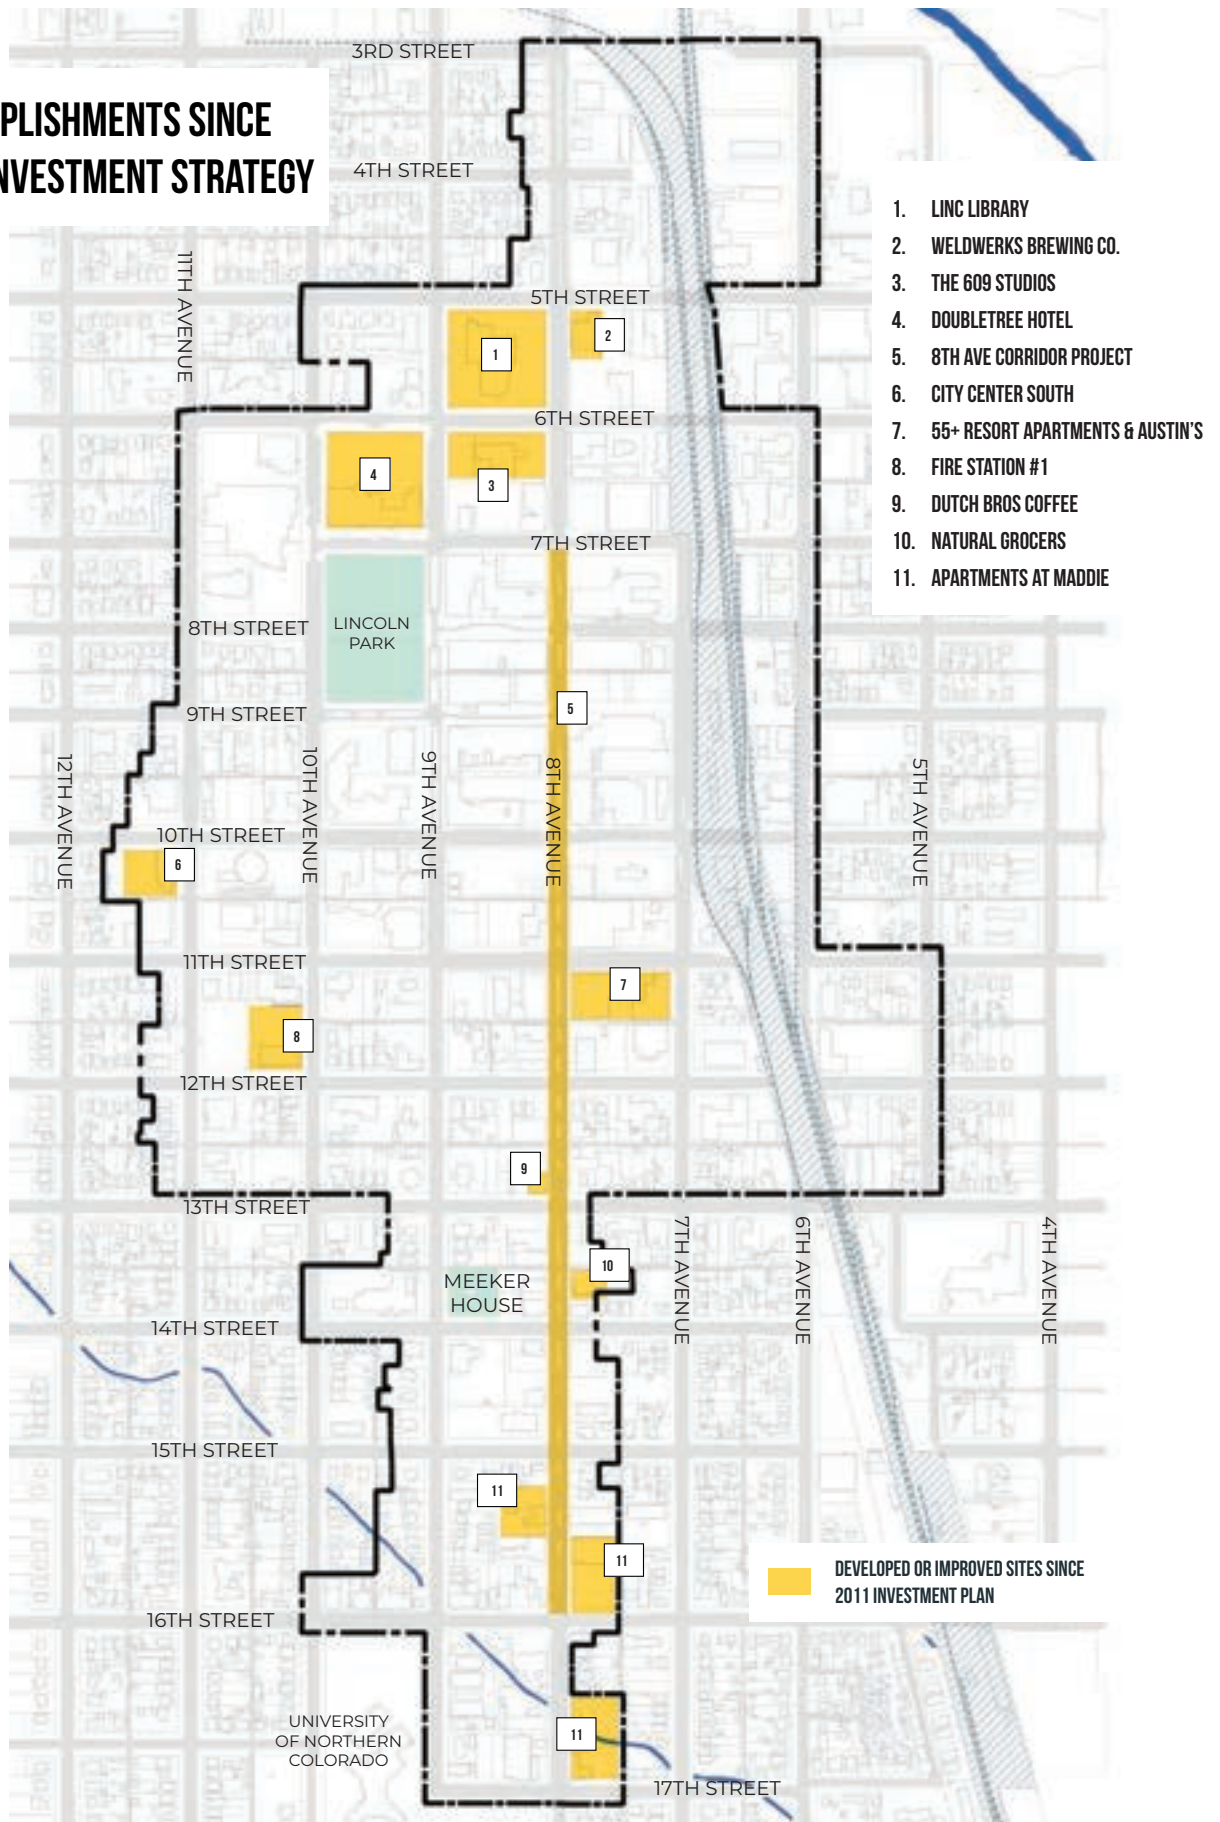 PLISHMENTS SINCE
NVESTMENT STRATEGY
3RD STREET
4TH STREET
11TH AVENUE
5TH STREET
1. LINC LIBRARY
2. WELDWERKS BREWING CO.
3. THE 609 STUDIOS
4. DOUBLETREE HOTEL
5. 8TH AVE CORRIDOR PROJECT
6. CITY CENTER SOUTH
7. 55+ RESORT APARTMENTS & AUSTIN'S
8. FIRE STATION #1
9. DUTCH BROS COFFEE
10. NATURAL GROCERS
11. APARTMENTS AT MADDIE
2
1
6TH STREET
4
3
7TH STREET
8TH STREET
LINCOLN
PARK
5
9TH STREET
12TH AVENUE
10TH AVENUE
9TH AVENUE
8TH AVENUE
5TH AVENUE
10TH STREET
6
11TH STREET
7
8
12TH STREET
9
13TH STREET
7TH AVENUE
6TH AVENUE
4TH AVENUE
10
MEEKER
HOUSE
14TH STREET
15TH STREET
11
11
DEVELOPED OR IMPROVED SITES SINCE
2011 INVESTMENT PLAN
16TH STREET
UNIVERSITY
OF NORTHERN
COLORADO
11
17TH STREET